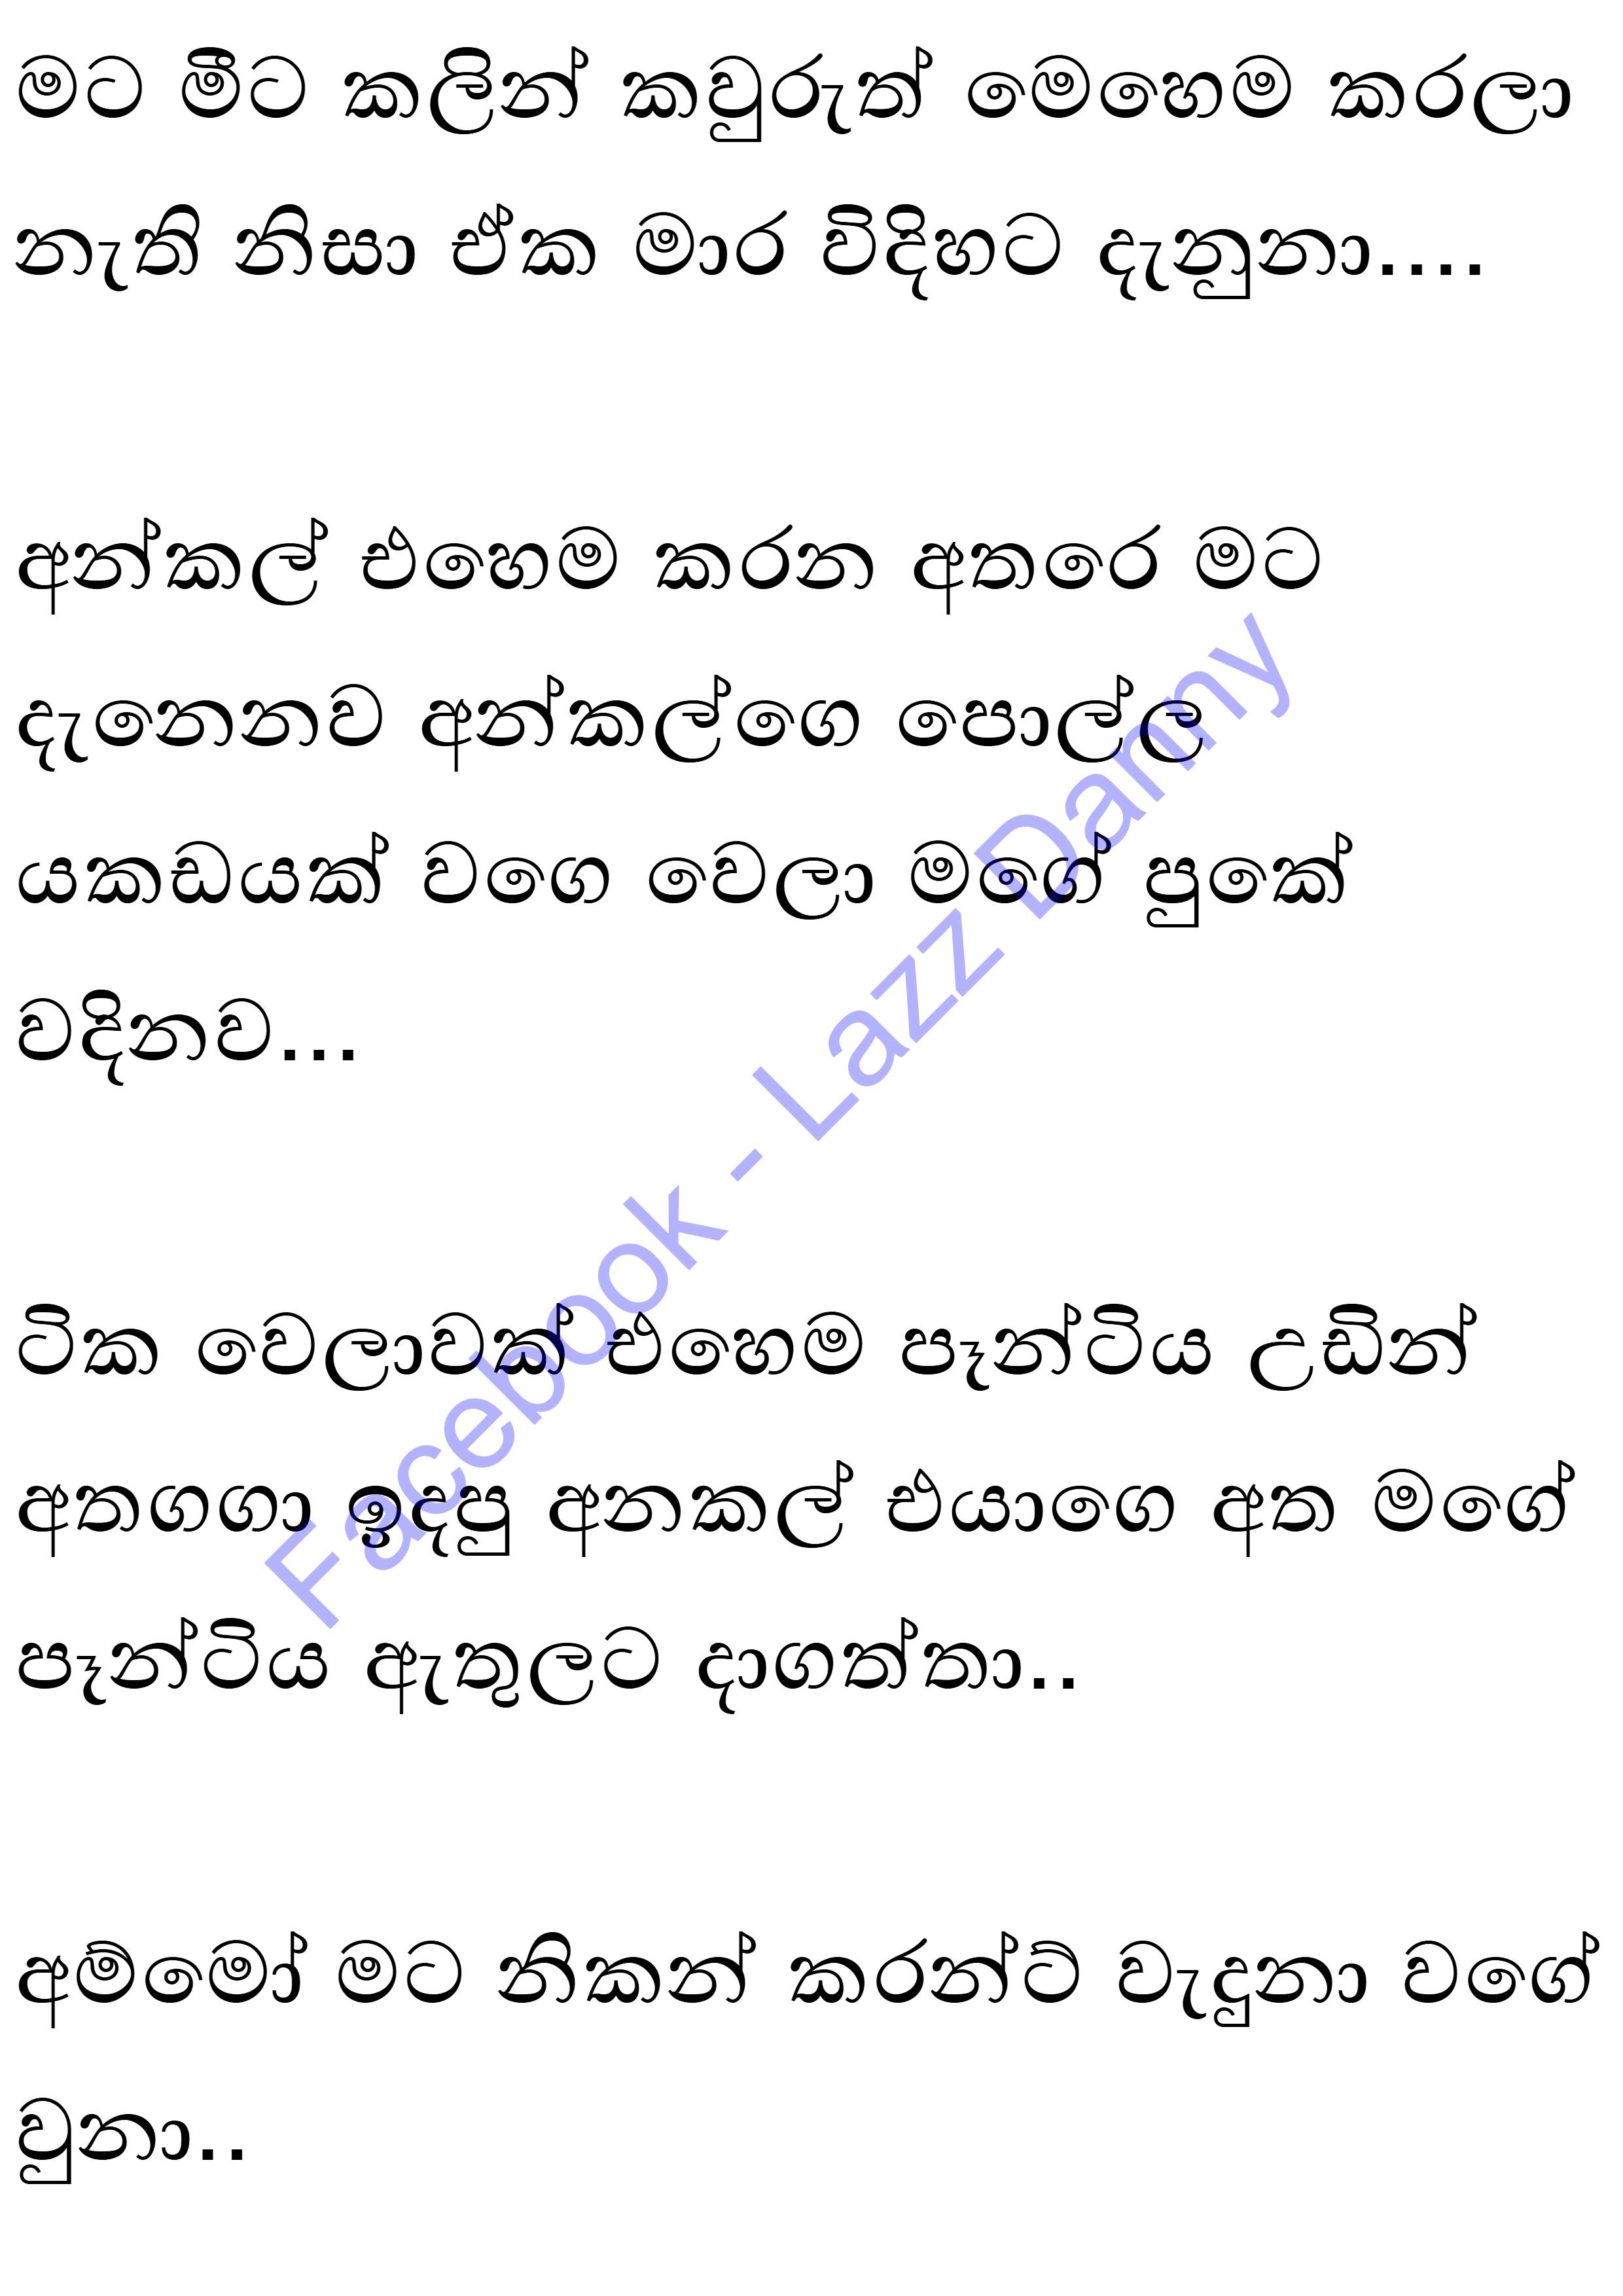 මට මීට කලින් කවුරුත් මෙහෙම කරලා
නැති නිසා ඒක මාර විදිහට දැනුනා....
අන්කල් එහෙම කරන අතරෙ මට
දැනෙනව අන්කල්ගෙ පොල්ල
යකඩයක් වගෙ වෙලා මගේ පුකේ
වදිනව...
ටික වෙලාවක් එහෙම පෑන්ටිය උඩින්
අතගගා ඉදපු අනකල් එයාගෙ අත මගේ
පෑන්ටිය ඇතුලට දාගත්තා..
අම්මෝ මට නිකන් කරන්ට් වැදුනා වගේ
වුනා..
Facebook - Lazz Danny